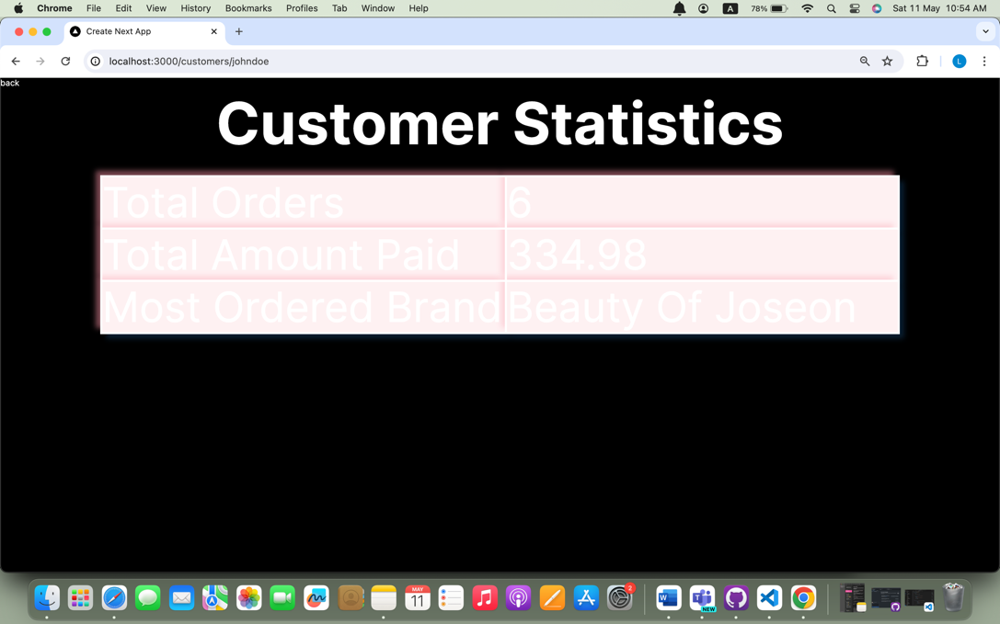 Chrome File Edit View History Bookmarks Profiles Tab Window Help A 78% Sat 11 May 10:54 AM
Create Next App
localhost:3000/customers/johndoe L
back
Customer Statistics
Total Orders 6
Total Amount Paid 334.98
Most Ordered Brand Beauty Of Joseon
MAY
11
2
W
NEW